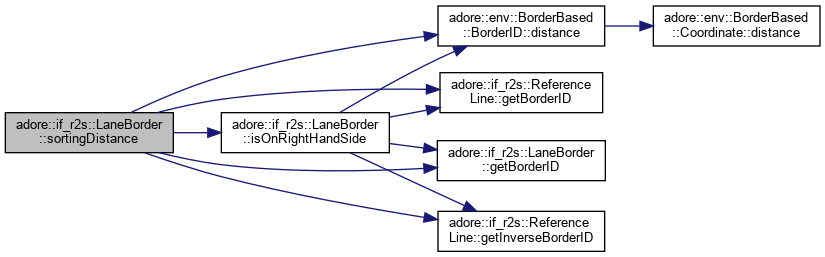 adore::if_r2s::LaneBorder
::sortingDistance
adore::if_r2s::LaneBorder
::isOnRightHandSide
adore::env::BorderBased
::BorderID::distance
adore::env::BorderBased
::Coordinate::distance
adore::if_r2s::Reference
Line::getBorderID
adore::if_r2s::LaneBorder
::getBorderID
adore::if_r2s::Reference
Line::getInverseBorderID